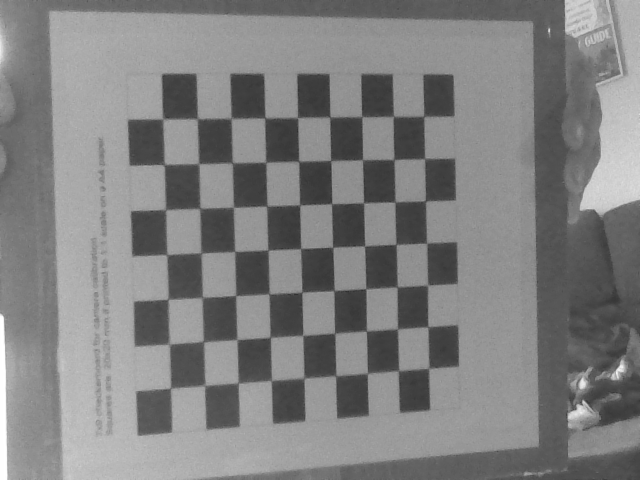 7x9 checkerboard for camera calibration
Squares are 20x20 mm if printed to 1:1 scale on a A4 paper
GUIDE